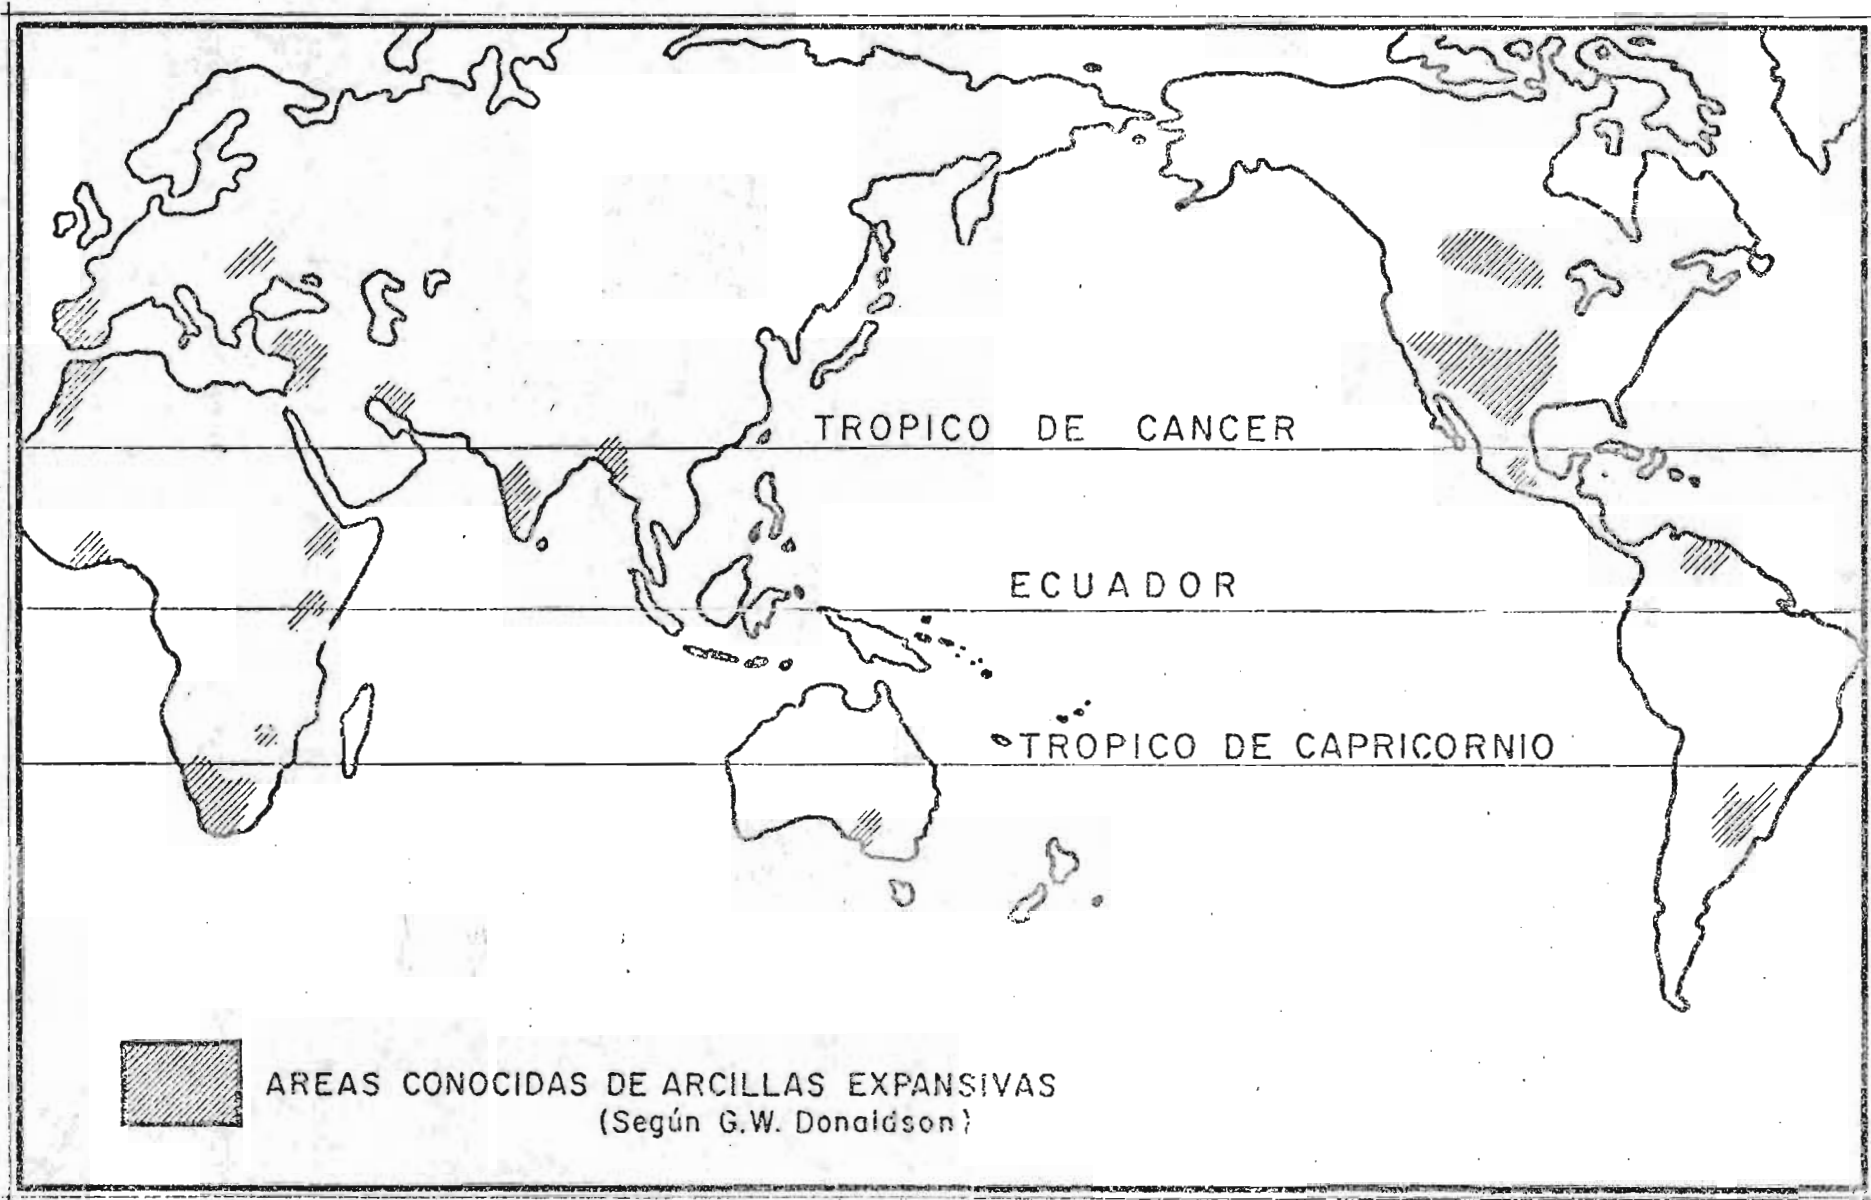 TROPICO DE CANCER
ECUADOR
TROPICO DE CAPRICORNIO
AREAS CONOCIDAS DE ARCILLAS EXPANSIVAS
(Según G.W. Donaldson)